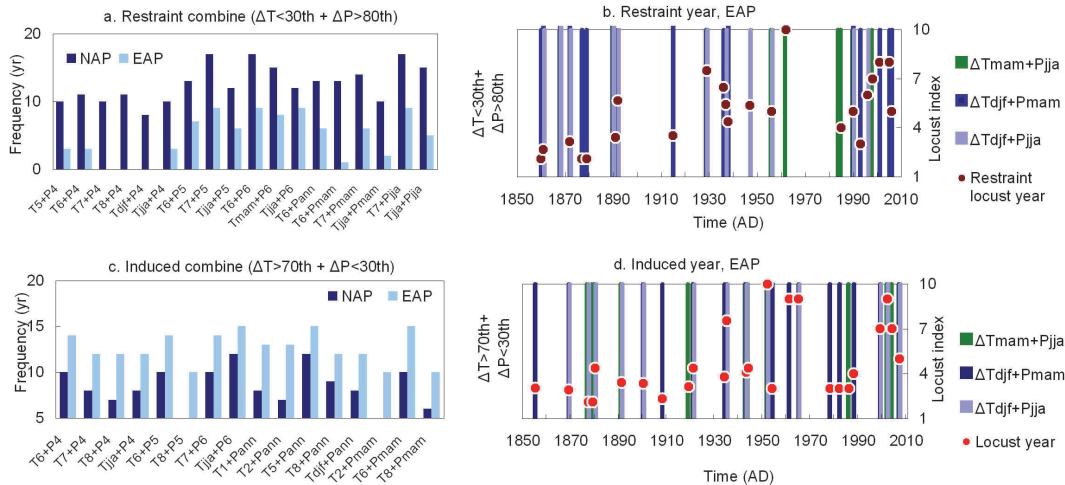 a. Restraint combine (ΔT<30th + ΔP>80th)
Frequency (yr)
20
10
0
NAP
EAP
T5+P4
T6+P4
T7+P4
T8+P4
Tdjf+P4
Tjja+P4
T6+P5
T7+P5
Tjja+P5
T6+P6
Tmam+P6
Tjja+P6
T6+Pann
T6+Pmam
T7+Pmam
Tjja+Pmam
T7+Pjja
Tjja+Pjja
b. Restraint year, EAP
ΔT<30th+
ΔP>80th
10
7
4
1
Locust index
1850
1870
1890
1910
1930
1950
1970
1990
2010
Time (AD)
ΔTmam+Pjja
ΔTdjf+Pmam
ΔTdjf+Pjja
Restraint
locust year
c. Induced combine (ΔT>70th + ΔP<30th)
Frequency (yr)
20
15
10
5
NAP
EAP
T6+P4
T7+P4
T8+P4
Tjja+P4
T6+P5
T8+P5
T7+P6
Tjja+P6
T1+Pann
T2+Pann
T5+Pann
T8+Pann
Tdjf+Pann
T2+Pmam
T6+Pmam
T8+Pmam
d. Induced year, EAP
ΔT>70th+
ΔP<30th
10
7
4
1
Locust index
1850
1870
1890
1910
1930
1950
1970
1990
2010
Time (AD)
ΔTmam+Pjja
ΔTdjf+Pmam
ΔTdjf+Pjja
Locust year